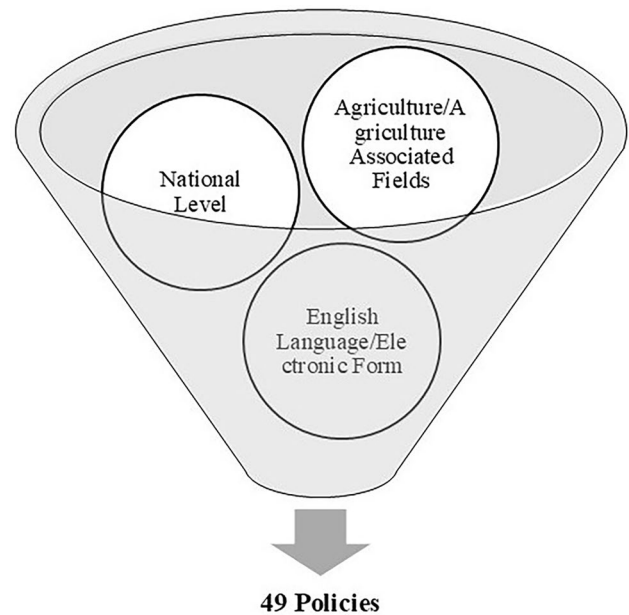 National
Level
Agriculture/A
griculture
Associated
Fields
English
Language/Ele
ctronic Form
49 Policies